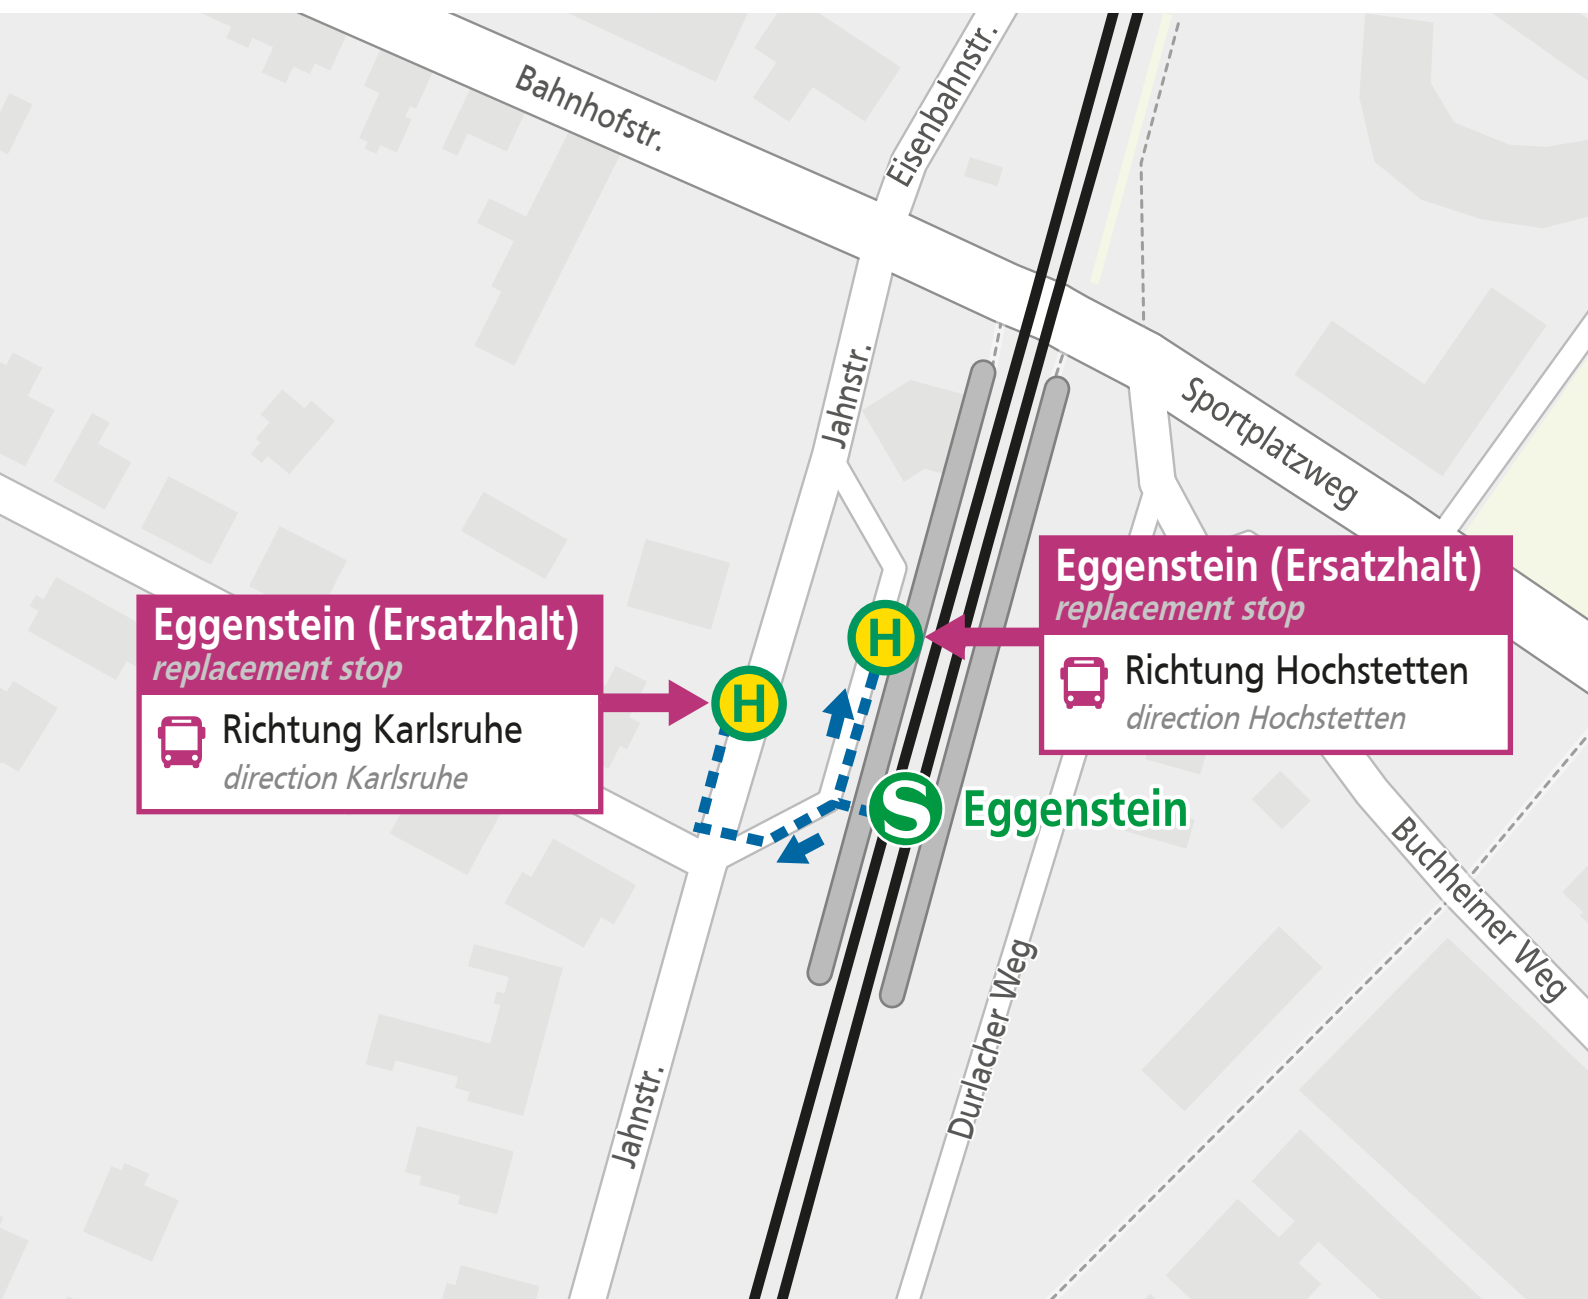 Bahnhofstr.
Eisenbahnstr.
Jahnstr.
Sportplatzweg
Eggenstein (Ersatzhalt)
replacement stop
Richtung Hochstetten
direction Hochstetten
Eggenstein (Ersatzhalt)
replacement stop
Richtung Karlsruhe
direction Karlsruhe
H
H
S
Eggenstein
Buchheimer Weg
Durlacher Weg
Jahnstr.